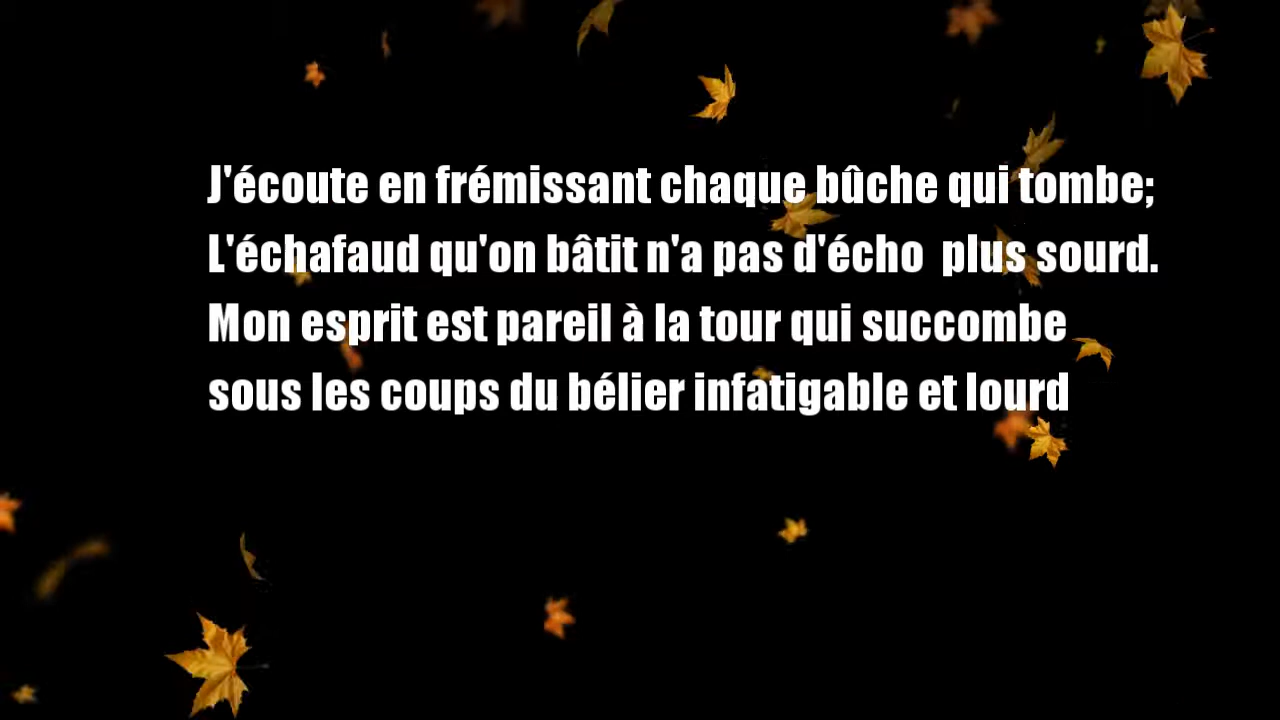 J'écoute en frémissant chaque bûche qui tombe;
L'échafaud qu'on bâtit n'a pas d'écho  plus sourd.
Mon esprit est pareil à la tour qui succombe
sous les coups du bélier infatigable et lourd